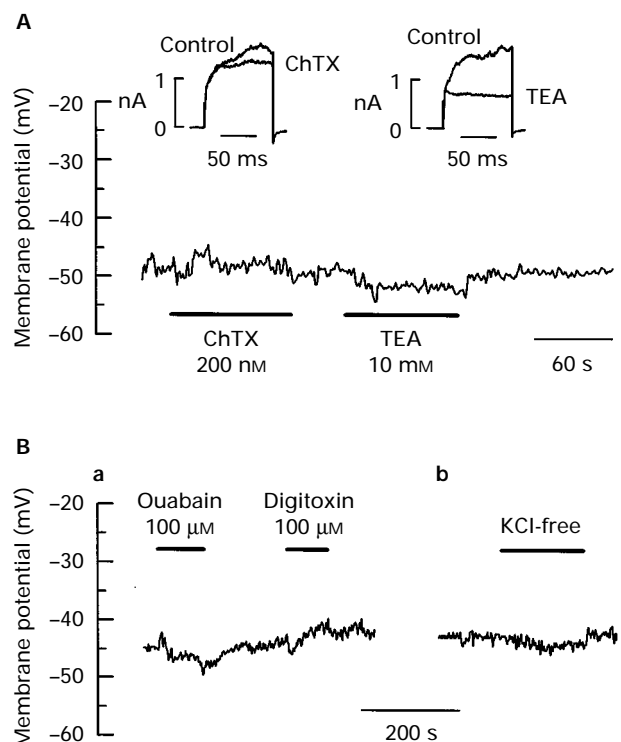 A
Control
ChTX
1
nA
0
50 ms
Control
1
nA
TEA
0
50 ms
Membrane potential (mV)
–20
–30
–40
–50
–60
ChTX
200 nM
TEA
10 mM
60 s
B
a
b
Membrane potential (mV)
–20
–30
–40
–50
–60
Ouabain
100 µM
Digitoxin
100 µM
KCl-free
200 s